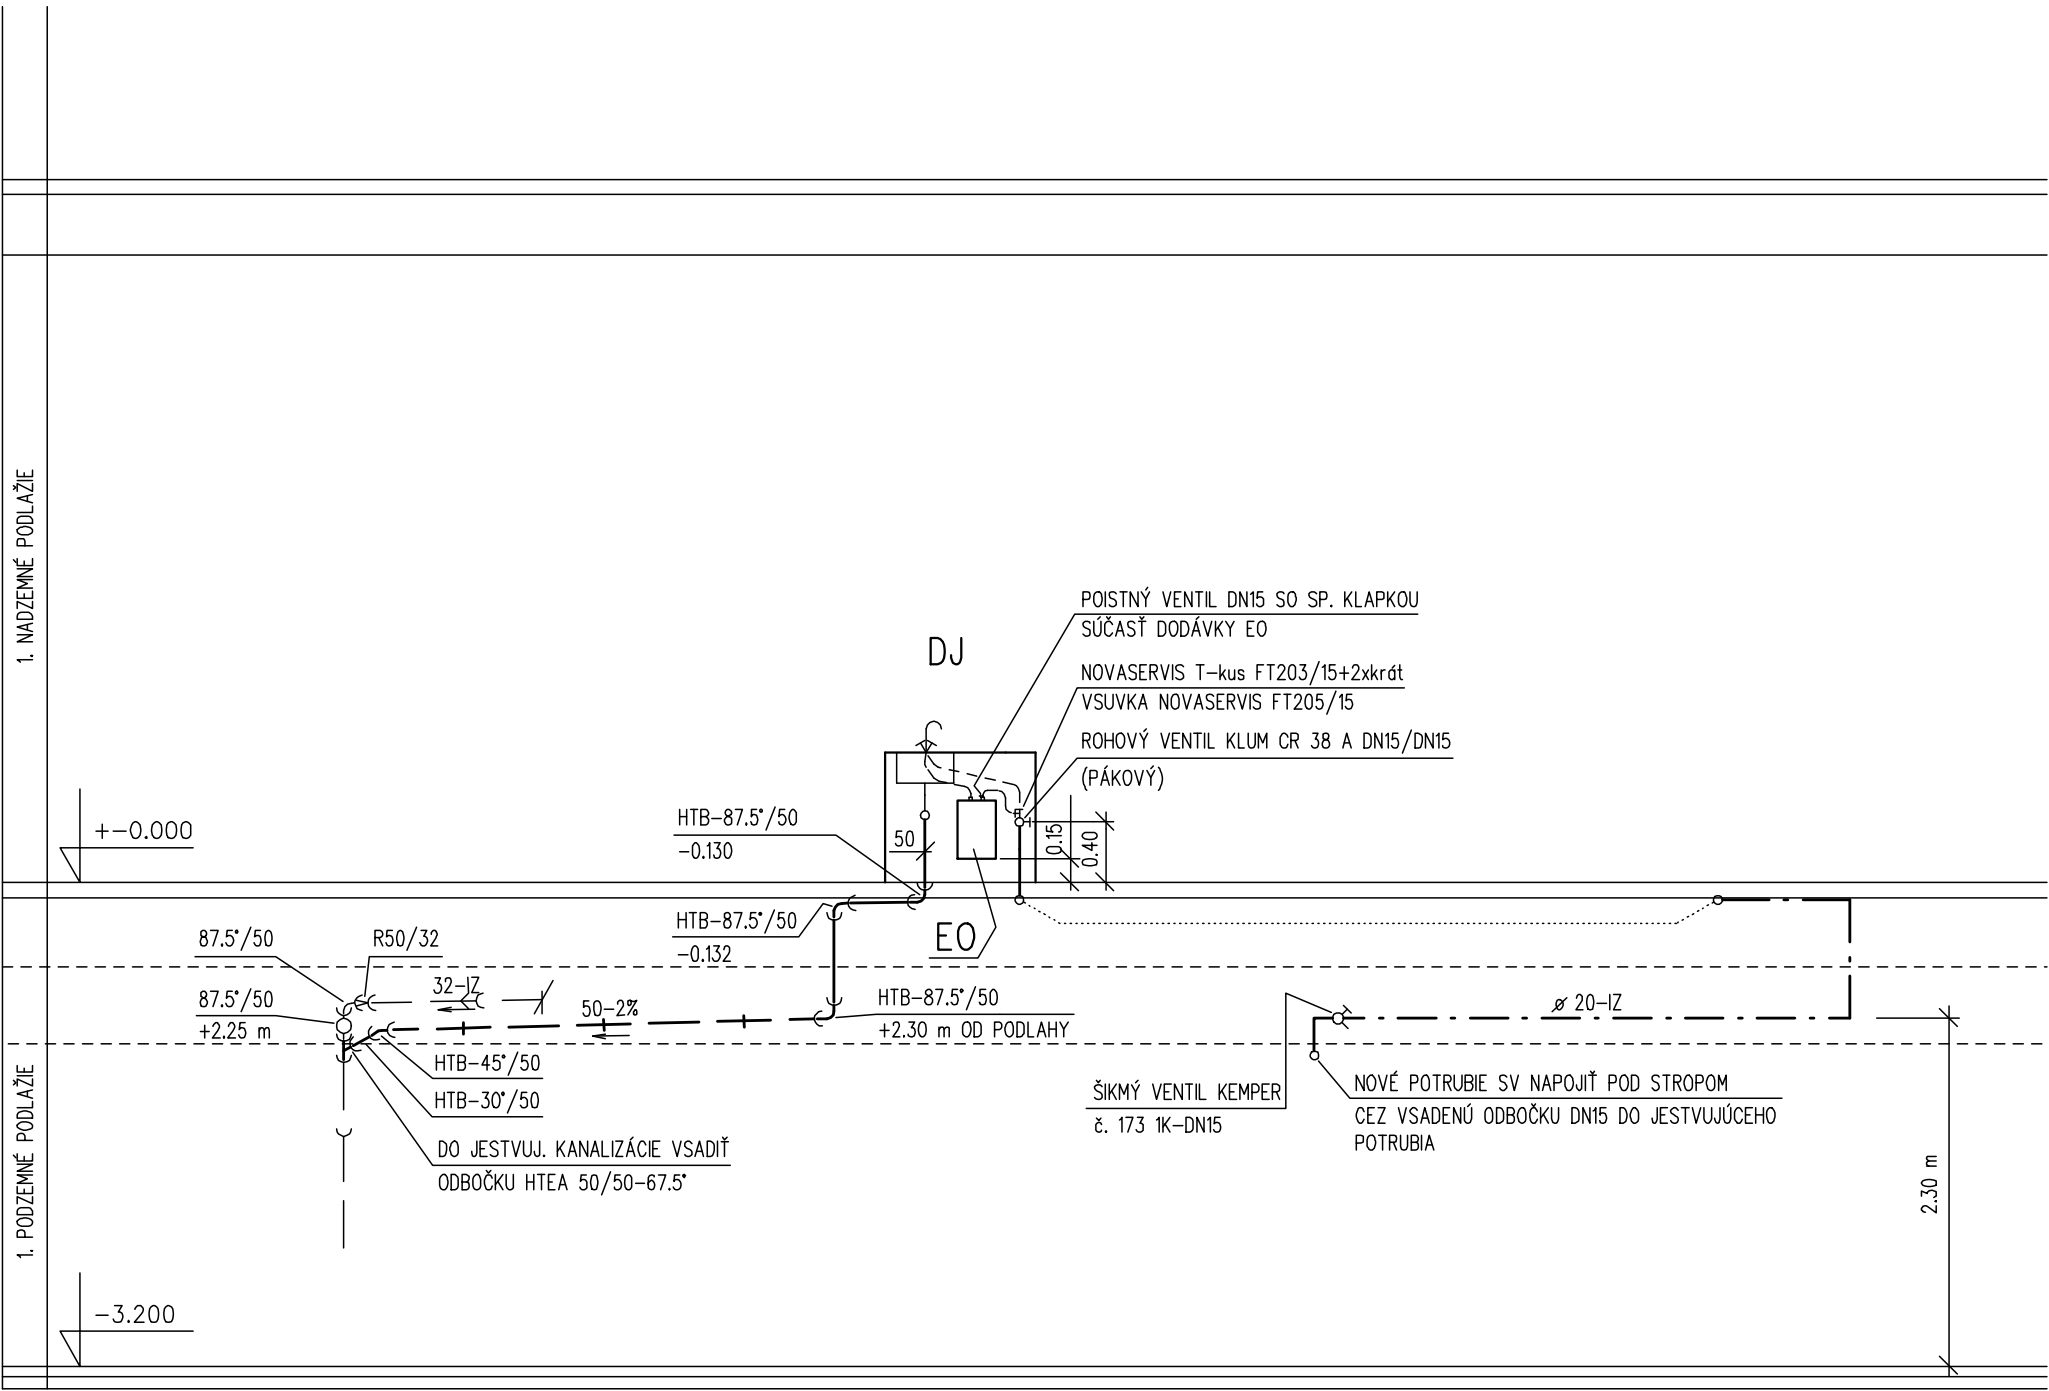 1. NADZEMNÉ PODLAŽIE
POISTNÝ VENTIL DN15 SO SP. KLAPKOU
SÚČASŤ DODÁVKY EO
DJ
NOVASERVIS T-kus FT203/15+2xkrát
VSUVKA NOVASERVIS FT205/15
ROHOVÝ VENTIL KLUM CR 38 A DN15/DN15
(PÁKOVÝ)
HTB-87.5°/50
-0.130
50
0.15
0.40
+-0.000
HTB-87.5°/50
-0.132
EO
87.5°/50
R50/32
32-IZ
87.5°/50
+2.25 m
50-2%
HTB-87.5°/50
+2.30 m OD PODLAHY
ø 20-IZ
HTB-45°/50
HTB-30°/50
DO JESTVUJ. KANALIZÁCIE VSADIŤ
ODBOČKU HTEA 50/50-67.5°
ŠIKMÝ VENTIL KEMPER
č. 173 1K-DN15
NOVÉ POTRUBIE SV NAPOJIŤ POD STROPOM
CEZ VSADENÚ ODBOČKU DN15 DO JESTVUJÚCEHO
POTRUBIA
2.30 m
1. PODZEMNÉ PODLAŽIE
-3.200